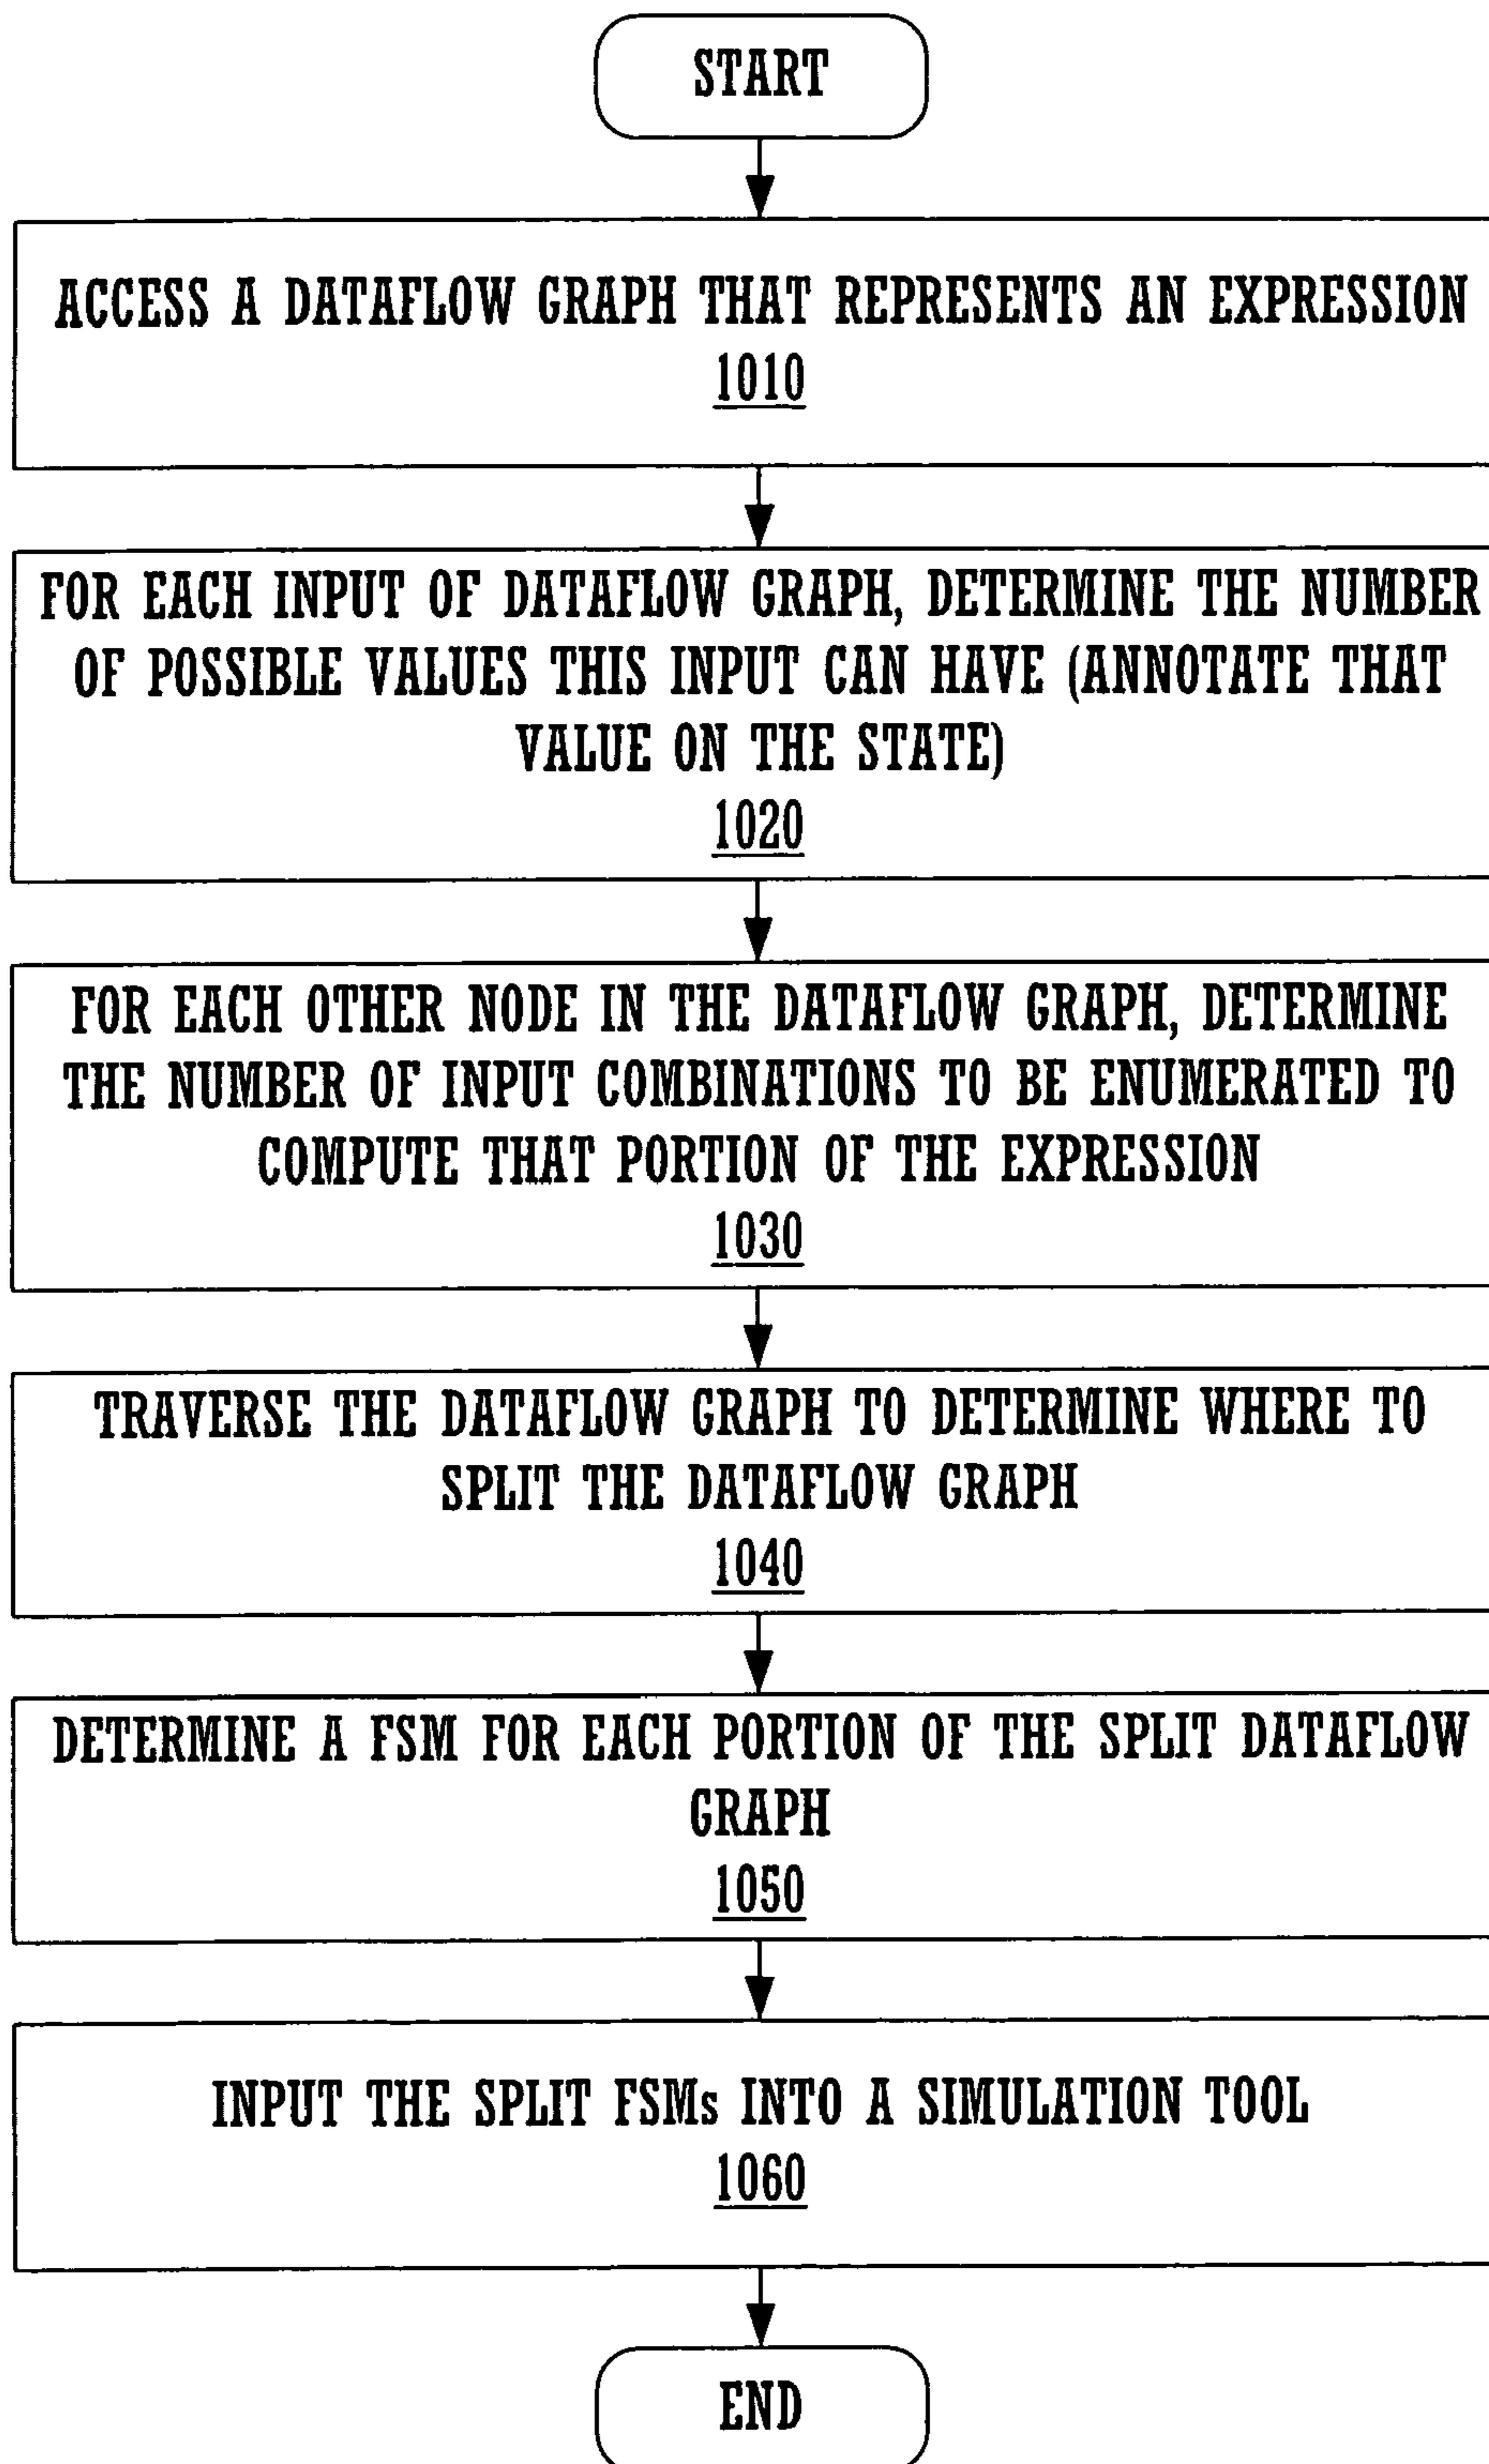 START
ACCESS A DATAFLOW GRAPH THAT REPRESENTS AN EXPRESSION
1010
FOR EACH INPUT OF DATAFLOW GRAPH, DETERMINE THE NUMBER
OF POSSIBLE VALUES THIS INPUT CAN HAVE (ANNOTATE THAT
VALUE ON THE STATE)
1020
FOR EACH OTHER NODE IN THE DATAFLOW GRAPH, DETERMINE
THE NUMBER OF INPUT COMBINATIONS TO BE ENUMERATED TO
COMPUTE THAT PORTION OF THE EXPRESSION
1030
TRAVERSE THE DATAFLOW GRAPH TO DETERMINE WHERE TO
SPLIT THE DATAFLOW GRAPH
1040
DETERMINE A FSM FOR EACH PORTION OF THE SPLIT DATAFLOW
GRAPH
1050
INPUT THE SPLIT FSMs INTO A SIMULATION TOOL
1060
END